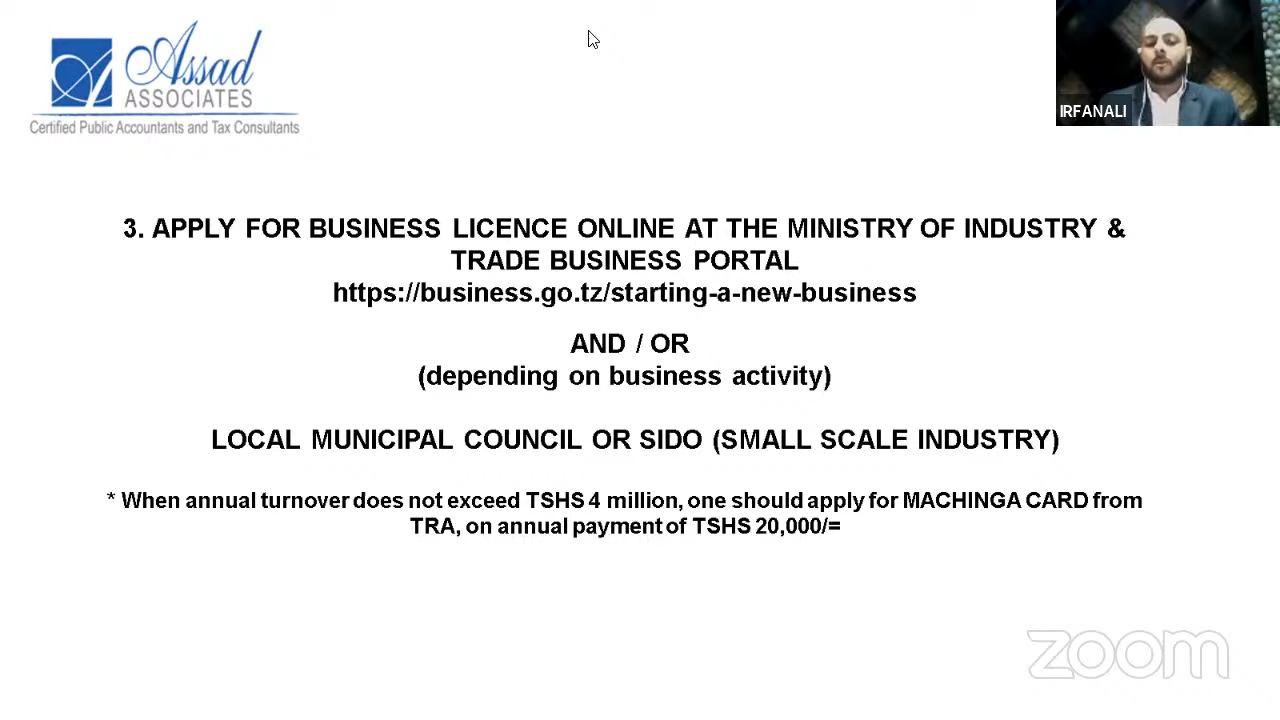 Assad
ASSOCIATES
Certified Public Accountants and Tax Consultants
IRFANALI
3. APPLY FOR BUSINESS LICENCE ONLINE AT THE MINISTRY OF INDUSTRY &
TRADE BUSINESS PORTAL
https://business.go.tz/starting-a-new-business
AND / OR
(depending on business activity)
LOCAL MUNICIPAL COUNCIL OR SIDO (SMALL SCALE INDUSTRY)
* When annual turnover does not exceed TSHS 4 million, one should apply for MACHINGA CARD from
TRA, on annual payment of TSHS 20,000/=
zoom